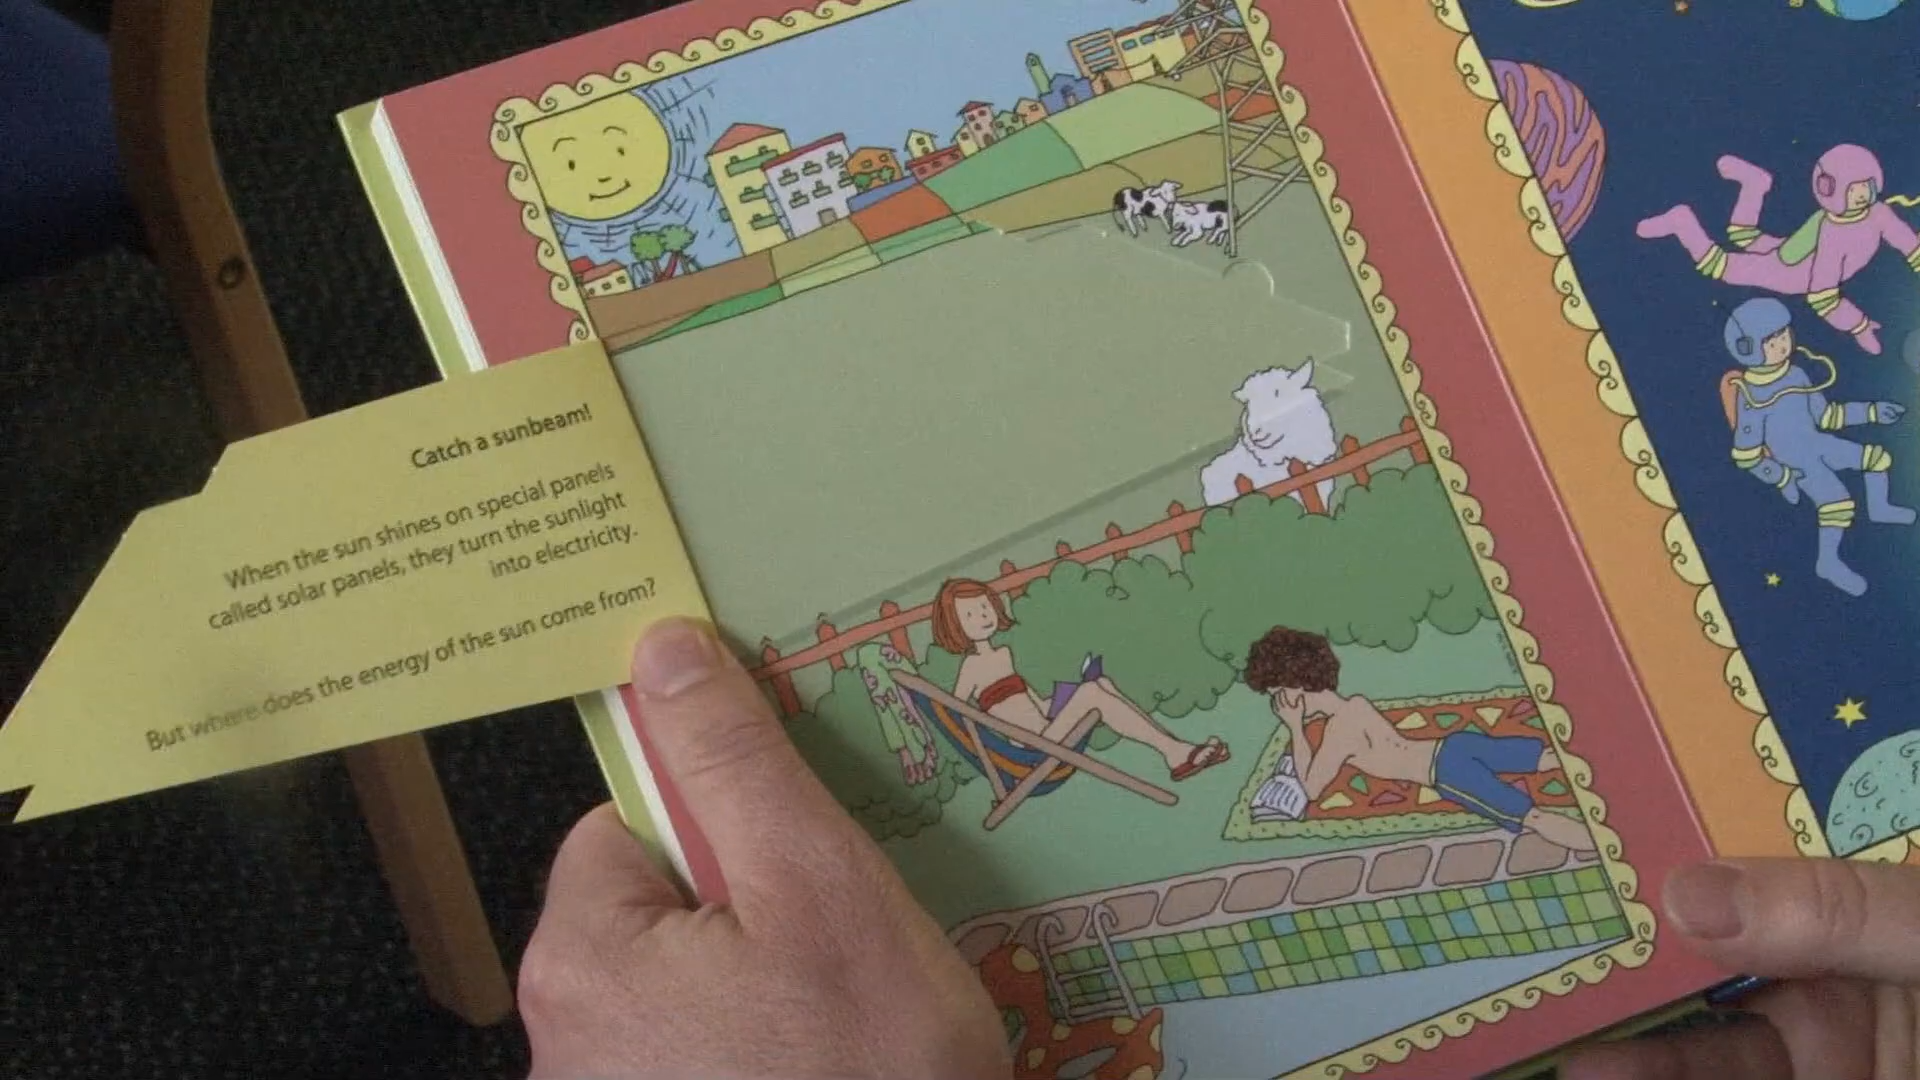 Catch a sunbeam!
When the sun shines on special panels
called solar panels, they turn the sunlight
into electricity.
But where does the energy of the sun come from?